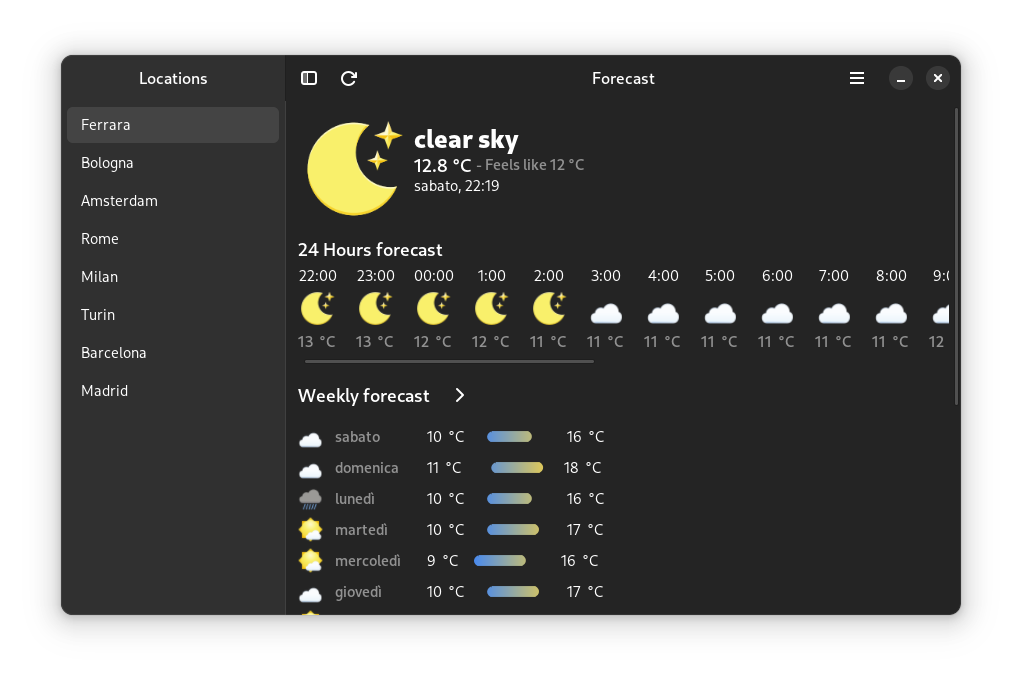 Locations
Forecast
Ferrara
Bologna
Amsterdam
Rome
Milan
Turin
Barcelona
Madrid
clear sky
12.8 °C - Feels like 12 °C
sabato, 22:19
24 Hours forecast
22:00 23:00 00:00 1:00 2:00 3:00 4:00 5:00 6:00 7:00 8:00
13 °C 13 °C 12 °C 12 °C 11 °C 11 °C 11 °C 11 °C 11 °C 11 °C 11 °C 12
Weekly forecast
sabato 10 °C 16 °C
domenica 11 °C 18 °C
lunedì 10 °C 16 °C
martedì 10 °C 17 °C
mercoledì 9 °C 16 °C
giovedì 10 °C 17 °C